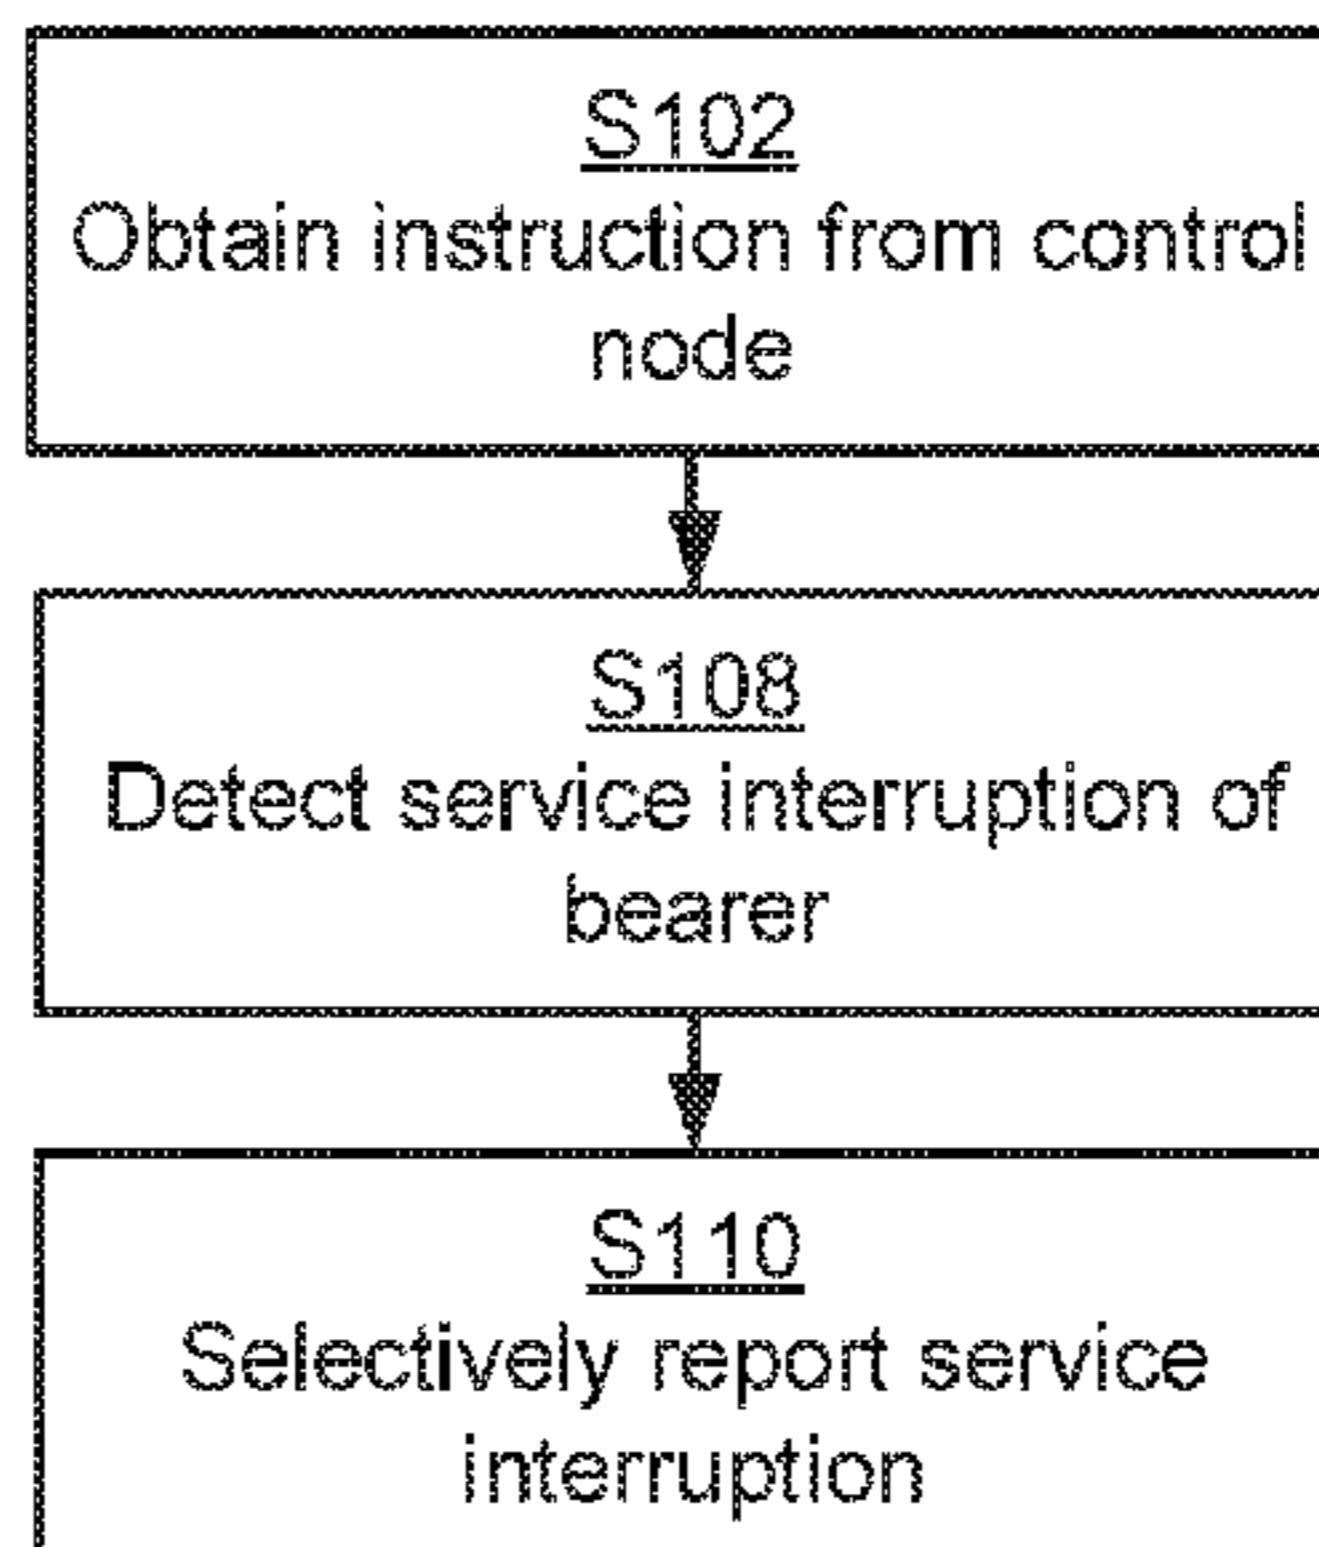 S102
Obtain instruction from control
node
S108
Detect service interruption of
bearer
S110
Selectively report service
interruption